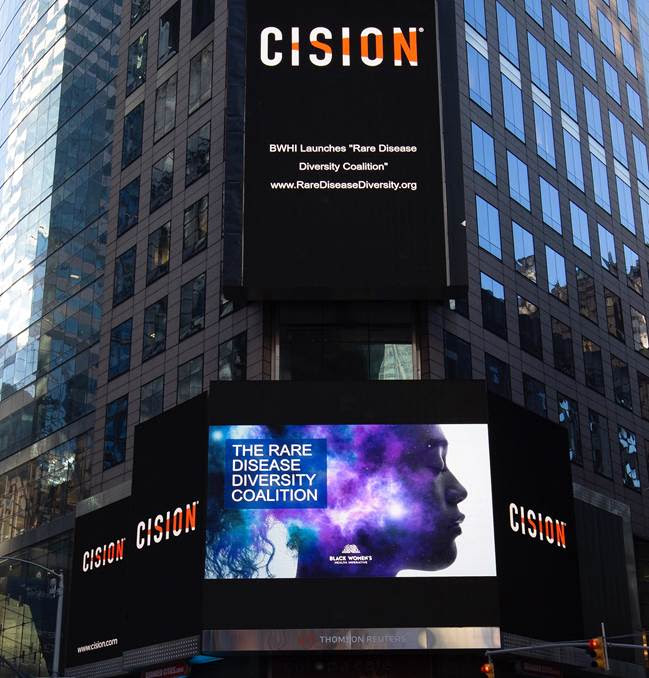 CISION
BWHI Launches "Rare Disease
Diversity Coalition"
www.RareDiseaseDiversity.org
THE RARE
DISEASE
DIVERSITY
COALITION
BLACK WOMEN'S
HEALTH IMPERATIVE
CISION
CISION
CISION
www.cision.com
THOMSON REUTERS